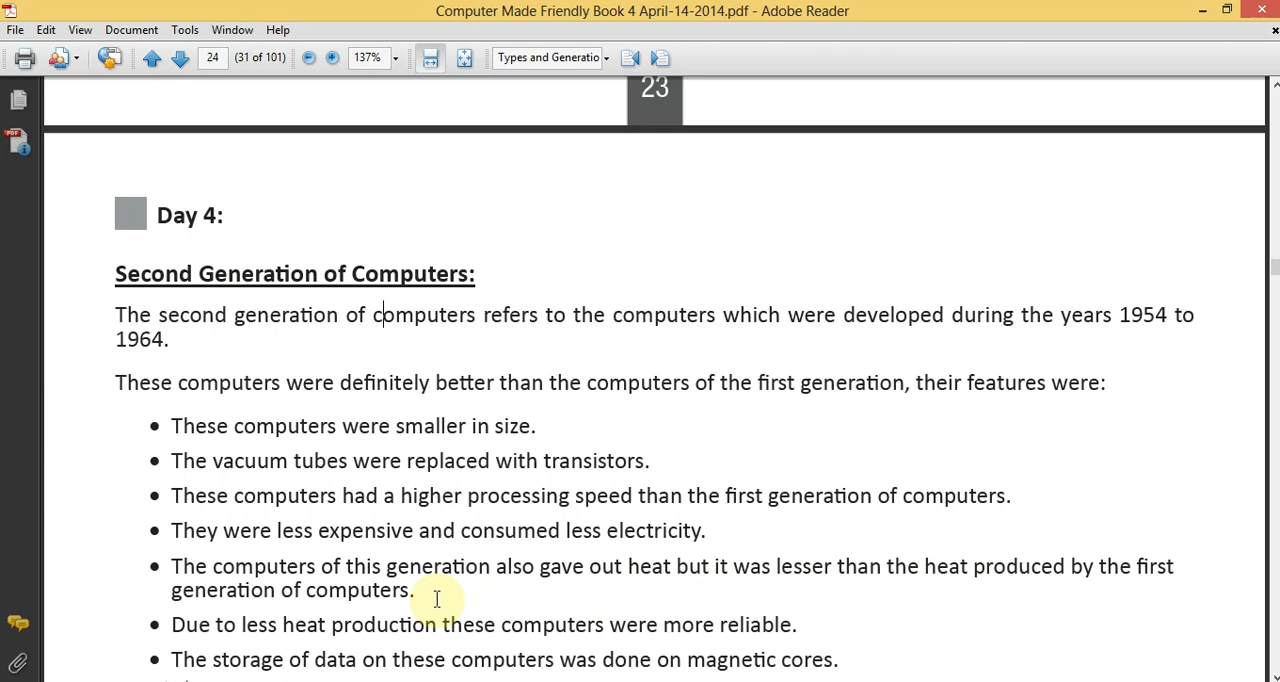 Computer Made Friendly Book 4 April-14-2014.pdf - Adobe Reader
File Edit View Document Tools Window Help
24 (31 of 101) 137% Types and Generatio
23
Day 4:
Second Generation of Computers:
The second generation of computers refers to the computers which were developed during the years 1954 to
1964.
These computers were definitely better than the computers of the first generation, their features were:
• These computers were smaller in size.
• The vacuum tubes were replaced with transistors.
• These computers had a higher processing speed than the first generation of computers.
• They were less expensive and consumed less electricity.
• The computers of this generation also gave out heat but it was lesser than the heat produced by the first
generation of computers.
• Due to less heat production these computers were more reliable.
• The storage of data on these computers was done on magnetic cores.